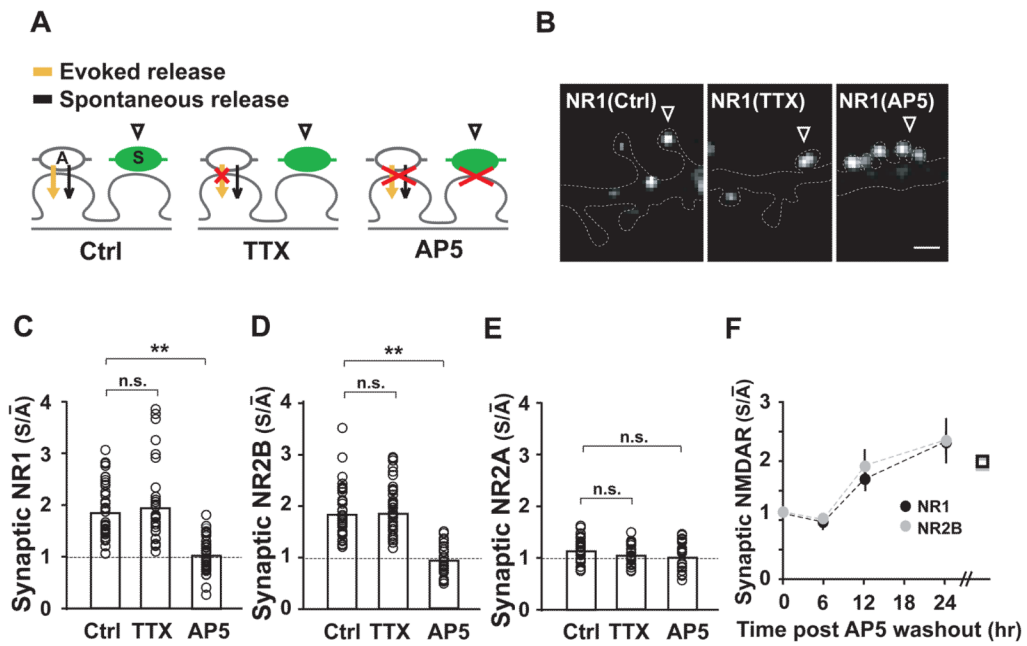 A
Evoked release
Spontaneous release
A
S
Ctrl
TTX
AP5
B
NR1(Ctrl)
NR1(TTX)
NR1(AP5)
C
**
n.s.
Synaptic NR1 (S/A̅)
4
3
2
1
0
Ctrl TTX AP5
D
**
n.s.
Synaptic NR2B (S/A̅)
4
3
2
1
0
Ctrl TTX AP5
E
n.s.
n.s.
Synaptic NR2A (S/A̅)
4
3
2
1
0
Ctrl TTX AP5
F
Synaptic NMDAR (S/A̅)
3
2
1
0
NR1
NR2B
0 6 12 18 24
Time post AP5 washout (hr)